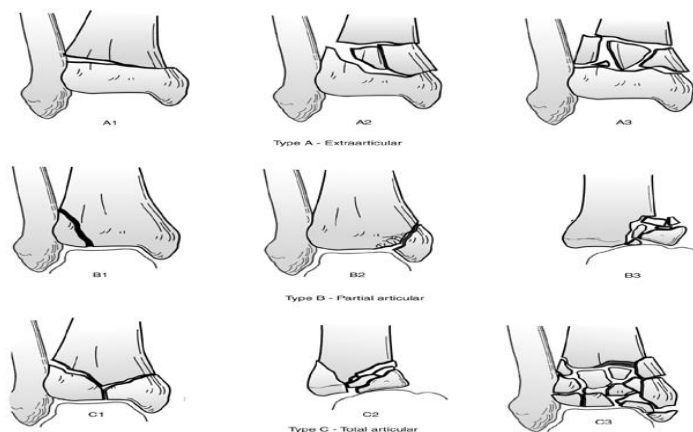 A1 A2 A3
Type A - Extraarticular
B1 B2 B3
Type B - Partial articular
C1 C2 C3
Type C - Total articular